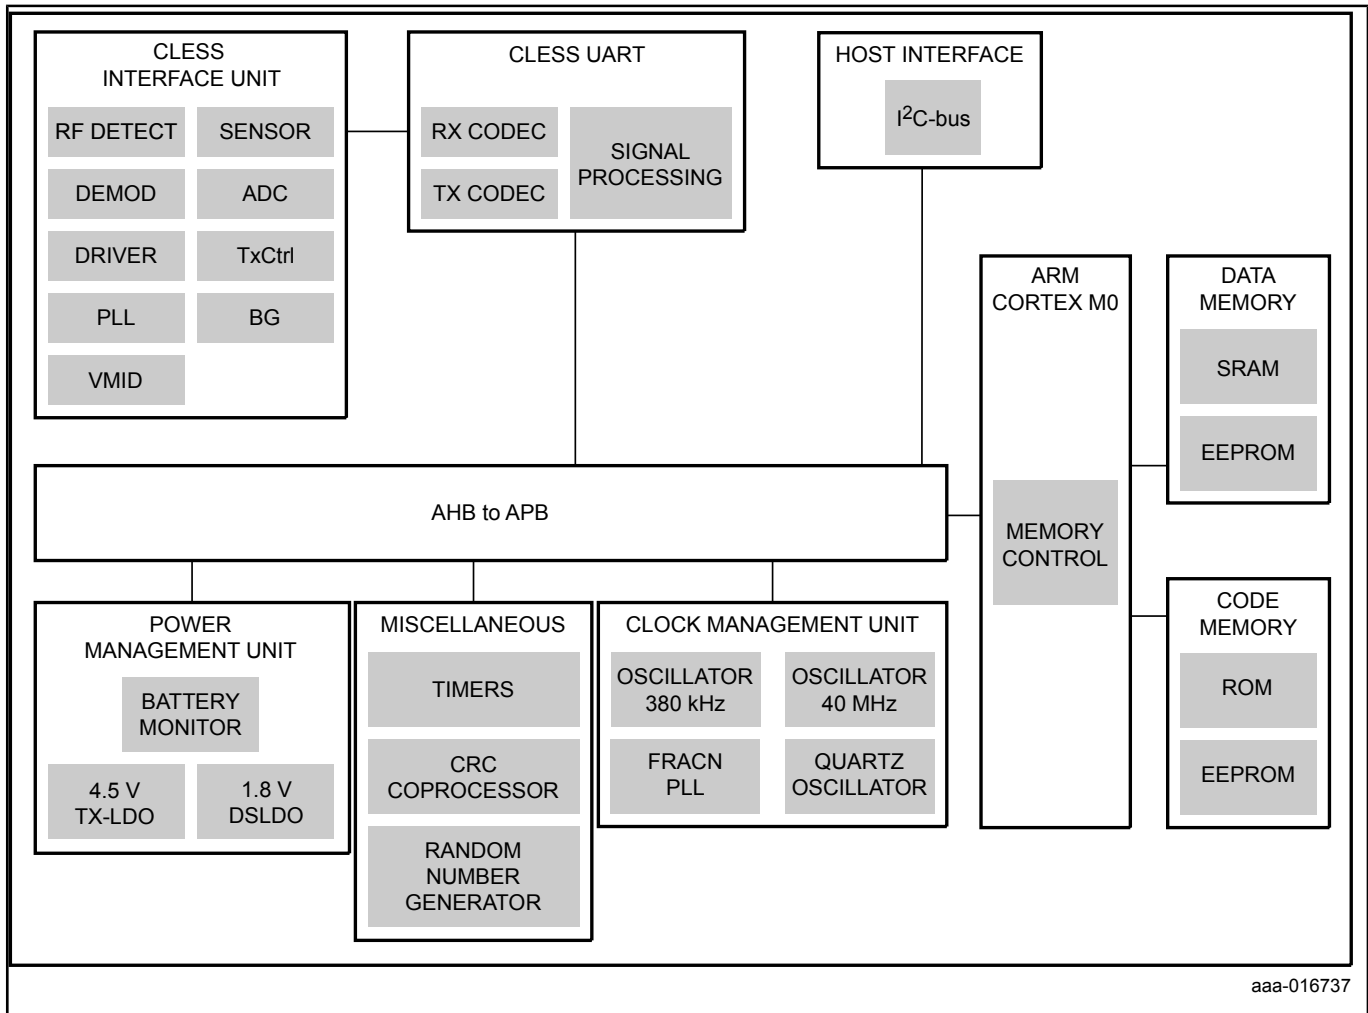 CLESS
INTERFACE UNIT
RF DETECT
SENSOR
DEMOD
ADC
DRIVER
TxCtrl
PLL
BG
VMID
CLESS UART
RX CODEC
TX CODEC
SIGNAL
PROCESSING
HOST INTERFACE
I²C-bus
ARM
CORTEX M0
MEMORY
CONTROL
DATA
MEMORY
SRAM
EEPROM
AHB to APB
CODE
MEMORY
ROM
EEPROM
POWER
MANAGEMENT UNIT
BATTERY
MONITOR
4.5 V
TX-LDO
1.8 V
DSLDO
MISCELLANEOUS
TIMERS
CRC
COPROCESSOR
RANDOM
NUMBER
GENERATOR
CLOCK MANAGEMENT UNIT
OSCILLATOR
380 kHz
OSCILLATOR
40 MHz
FRACN
PLL
QUARTZ
OSCILLATOR
aaa-016737